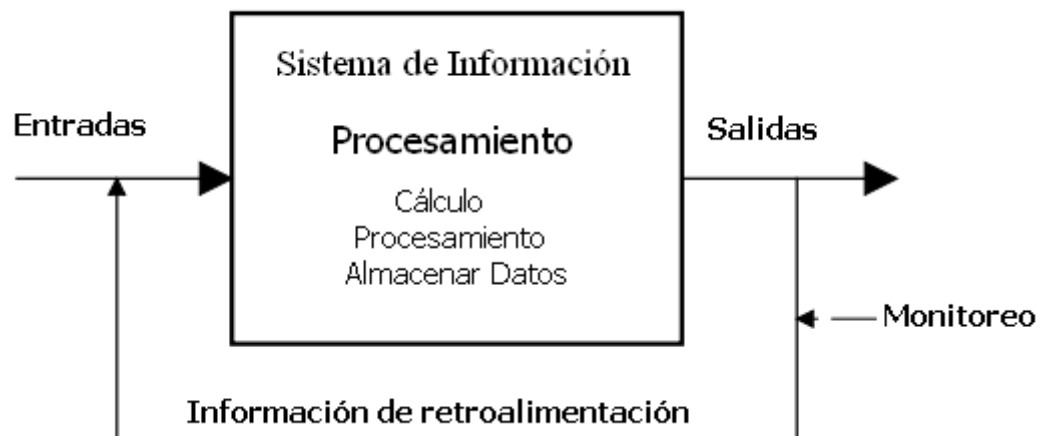 Sistema de Información
Entradas
Procesamiento
Salidas
Cálculo
Procesamiento
Almacenar Datos
Monitoreo
Información de retroalimentación